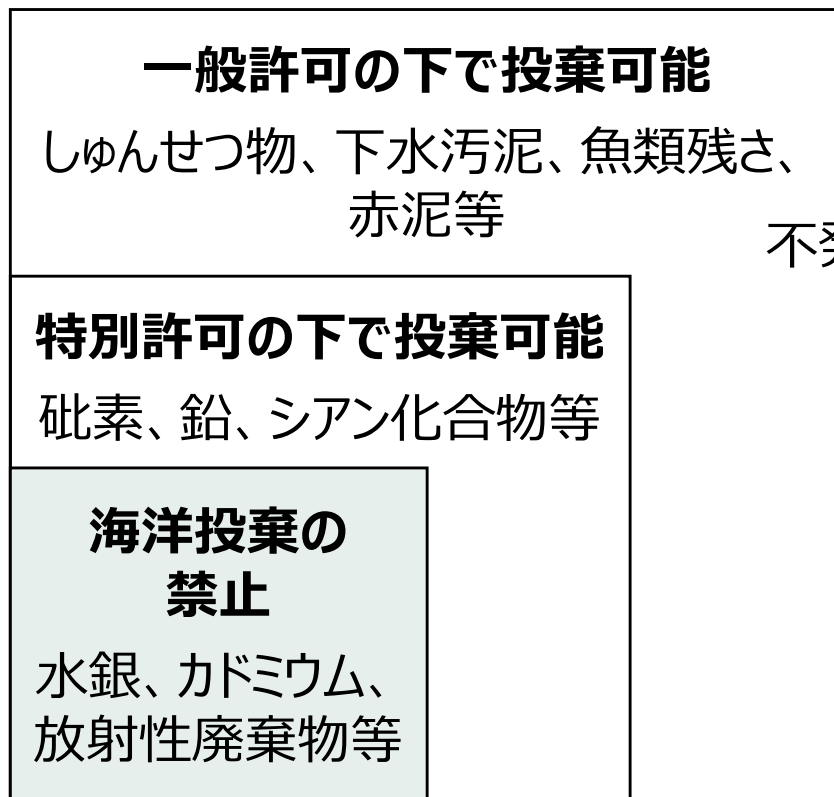 一般許可の下で投棄可能
しゅんせつ物、下水汚泥、魚類残さ、
赤泥等
不
特別許可の下で投棄可能
砒素、鉛、シアン化合物等
海洋投棄の
禁止
水銀、カドミウム、
放射性廃棄物等